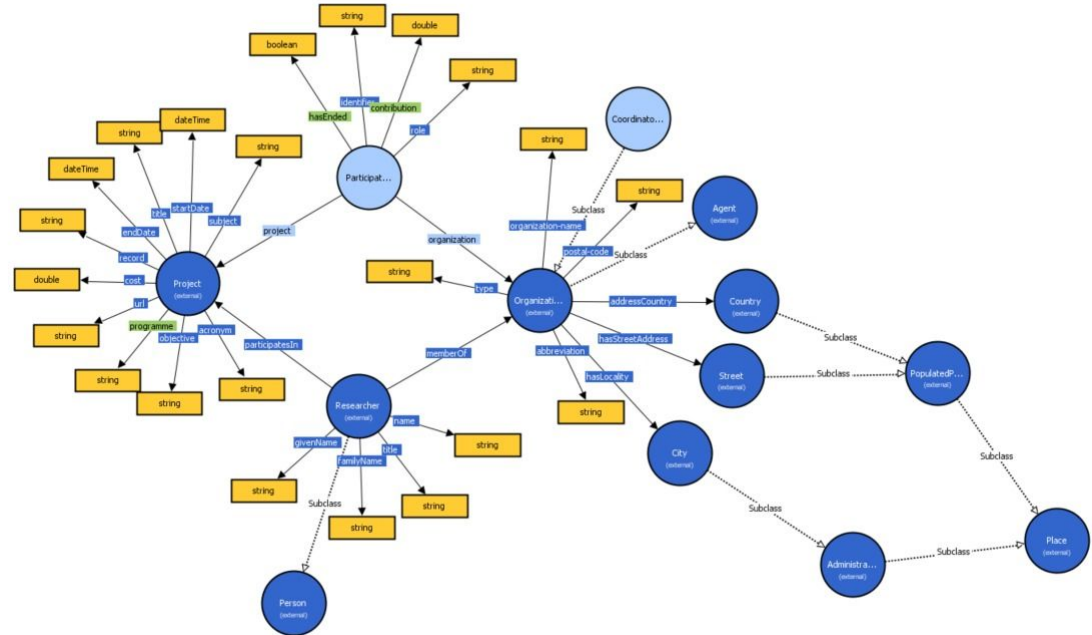 string
double
boolean
string
identifier
contribution
hasEnded
role
Participat...
dateTime
string
string
dateTime
title
startDate
subject
endDate
string
record
double
cost
url
string
programme
objective
acronym
string
string
string
Project
(external)
project
organization
participatesIn
memberOf
Researcher
(external)
givenName
familyName
title
name
string
string
string
string
Subclass
Person
(external)
Coordinato...
Subclass
string
organization-name
string
postal-code
Subclass
Agent
(external)
string
type
Organizati...
(external)
addressCountry
Country
(external)
hasStreetAddress
Street
(external)
abbreviation
hasLocality
string
City
(external)
Subclass
Subclass
PopulatedP...
(external)
Subclass
Subclass
Administra...
(external)
Subclass
Place
(external)